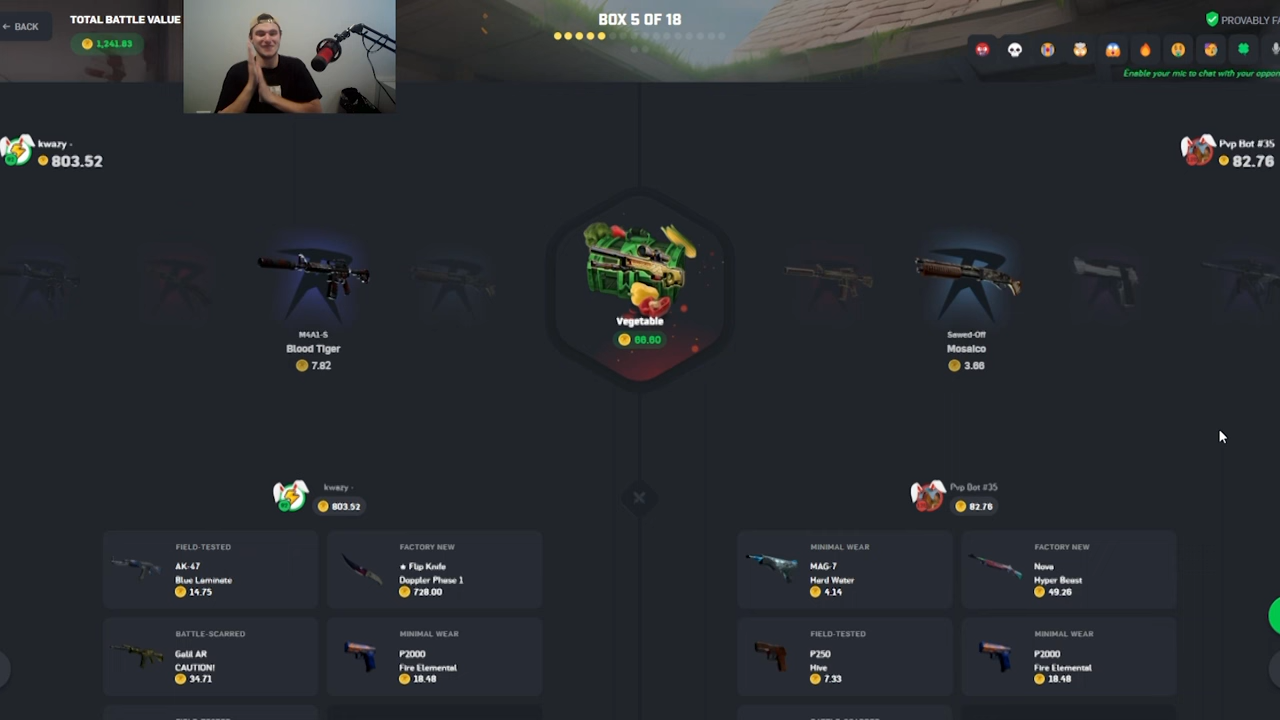 BACK
TOTAL BATTLE VALUE
1,241.83
BOX 5 OF 18
PROVABLY FA
Enable your mic to chat with your oppon
kwazy -
803.52
Pvp Bot #35
82.76
Vegetable
66.60
M4A1-S
Blood Tiger
7.82
Sawed-Off
Mosaico
3.66
kwazy -
803.52
Pvp Bot #35
82.76
FIELD-TESTED
AK-47
Blue Laminate
14.75
FACTORY NEW
★ Flip Knife
Doppler Phase 1
728.00
MINIMAL WEAR
MAG-7
Hard Water
4.14
FACTORY NEW
Nova
Hyper Beast
49.26
BATTLE-SCARRED
Galil AR
CAUTION!
34.71
MINIMAL WEAR
P2000
Fire Elemental
18.48
FIELD-TESTED
P250
Hive
7.33
MINIMAL WEAR
P2000
Fire Elemental
18.48